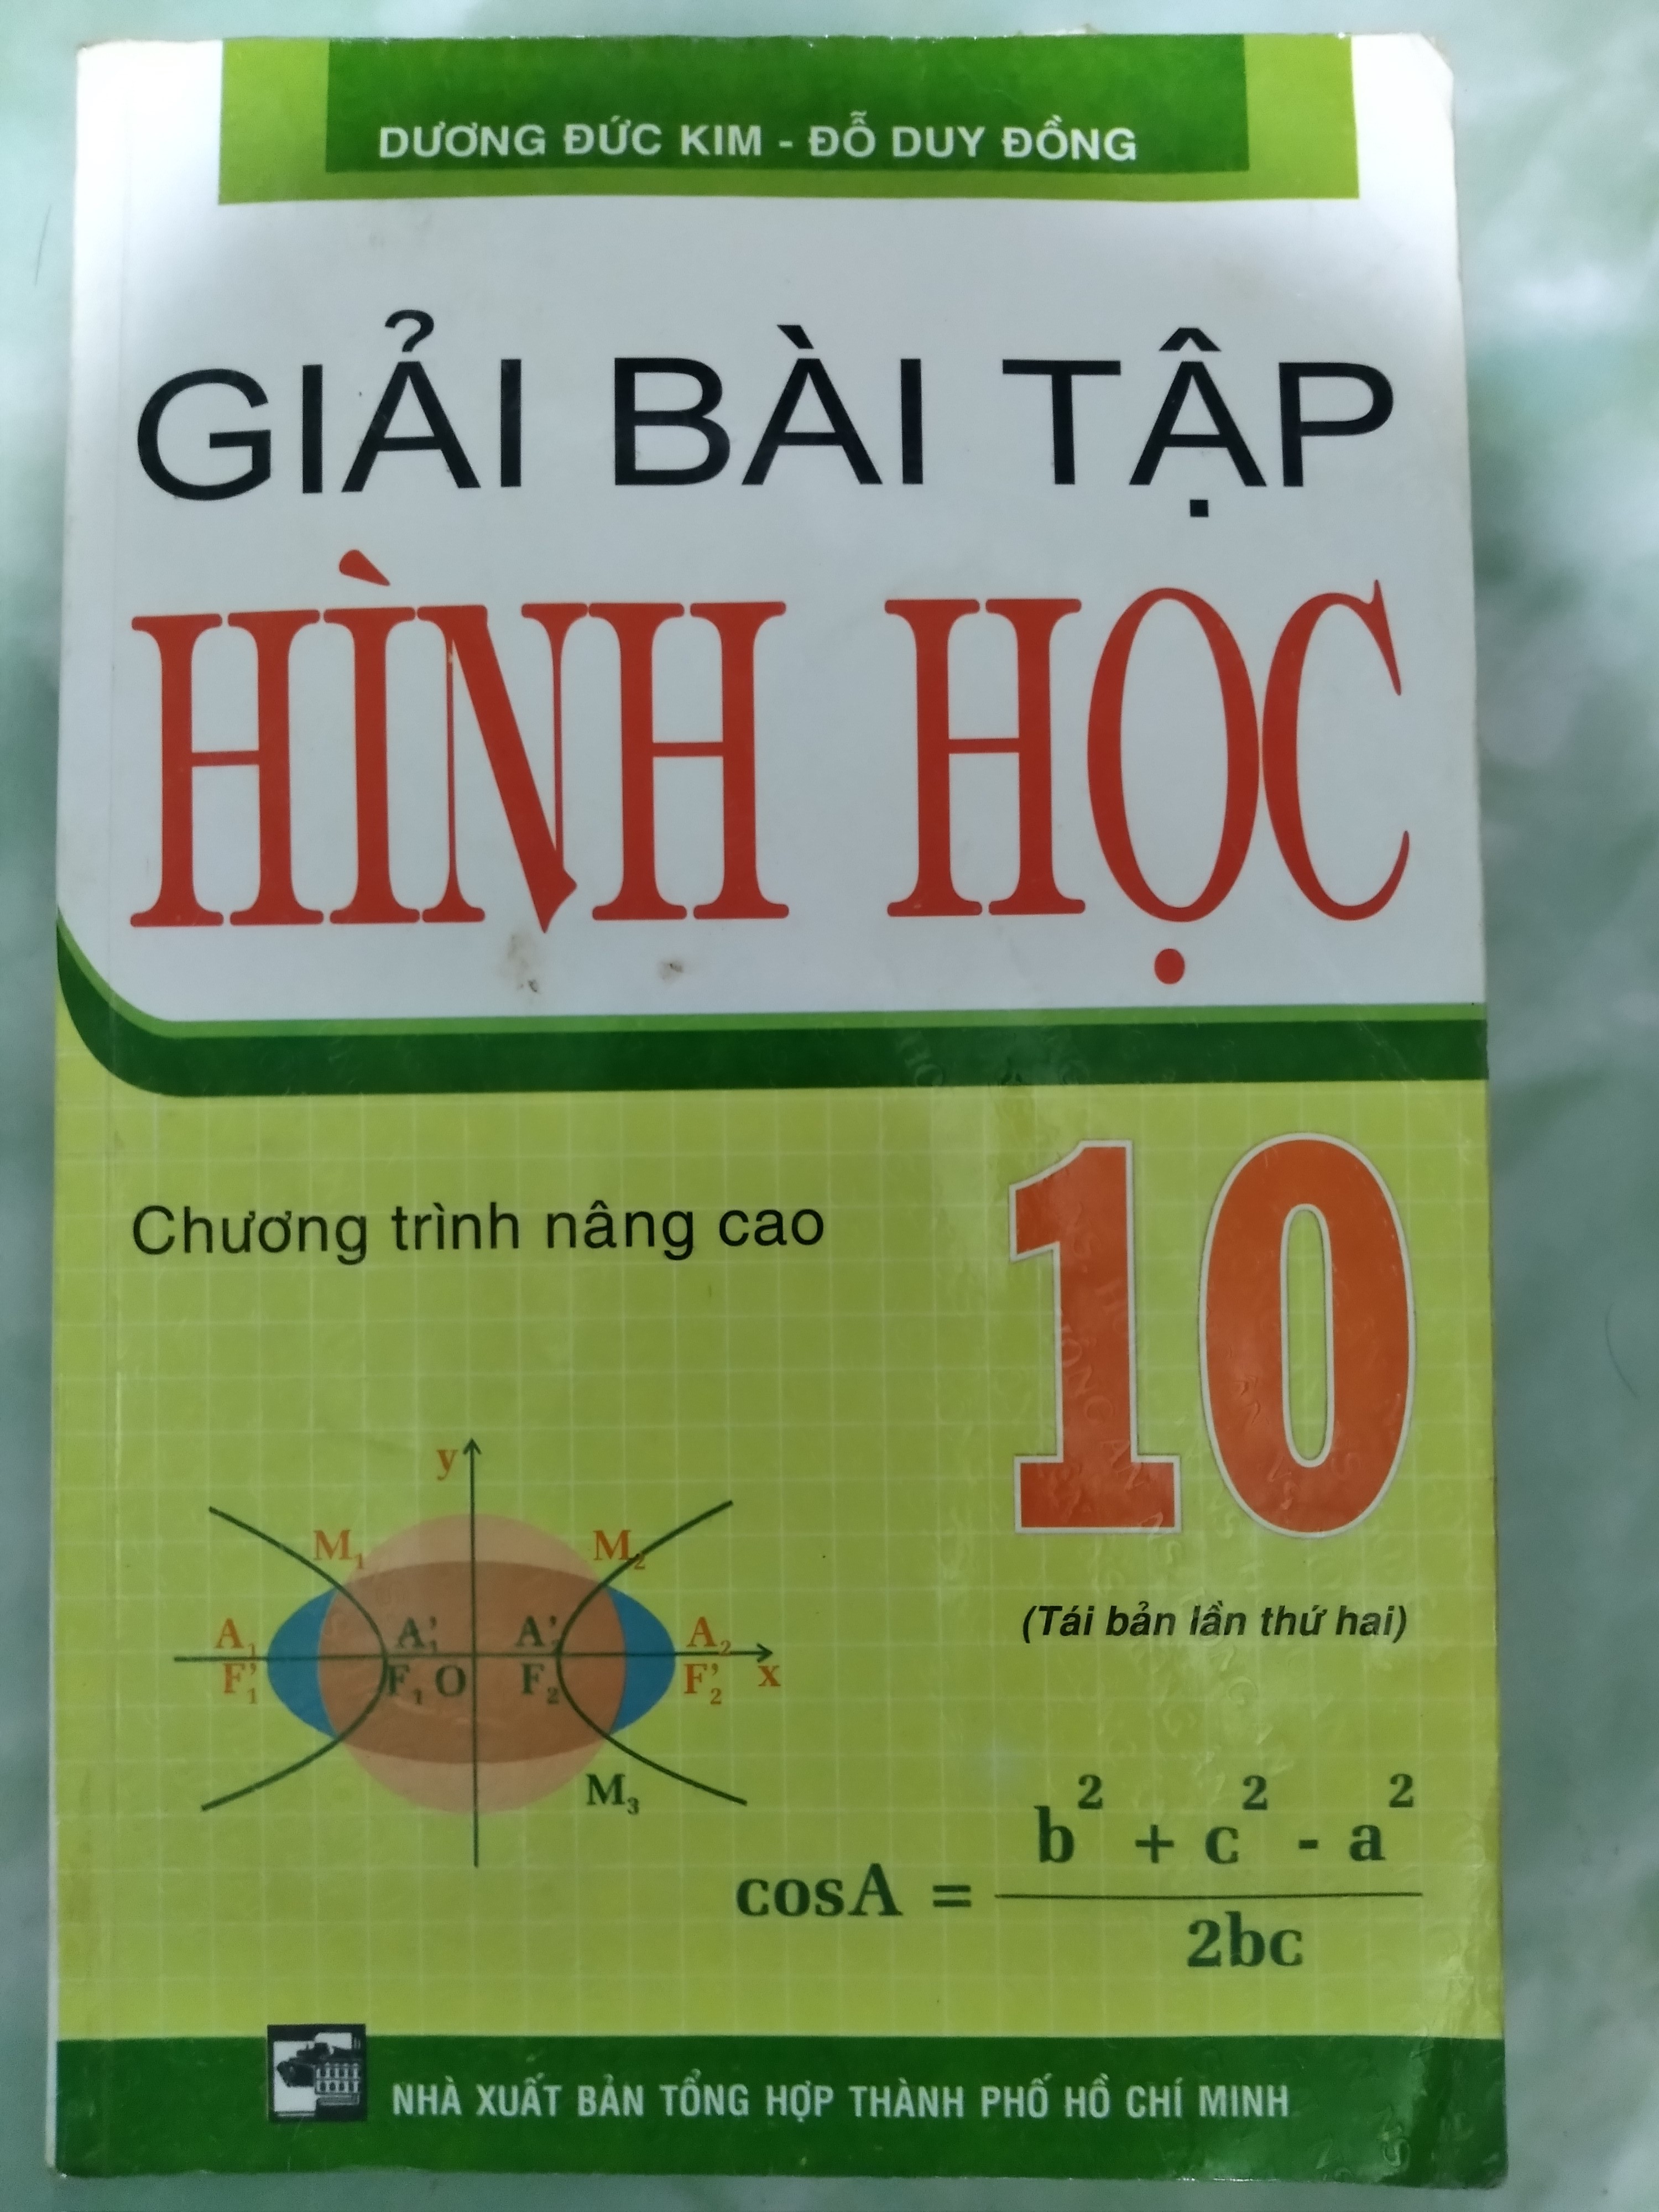 DƯƠNG ĐỨC KIM - ĐỖ DUY ĐỒNG
GIẢI BÀI TẬP
HÌNH HỌC
10
Chương trình nâng cao
(Tái bản lần thứ hai)
y
M₁ M₂
A₁ A'₁ A'₂ A₂
F'₁ F₁ O F₂ F'₂ x
M₃
cosA = (b² + c² - a²) / 2bc
NHÀ XUẤT BẢN TỔNG HỢP THÀNH PHỐ HỒ CHÍ MINH